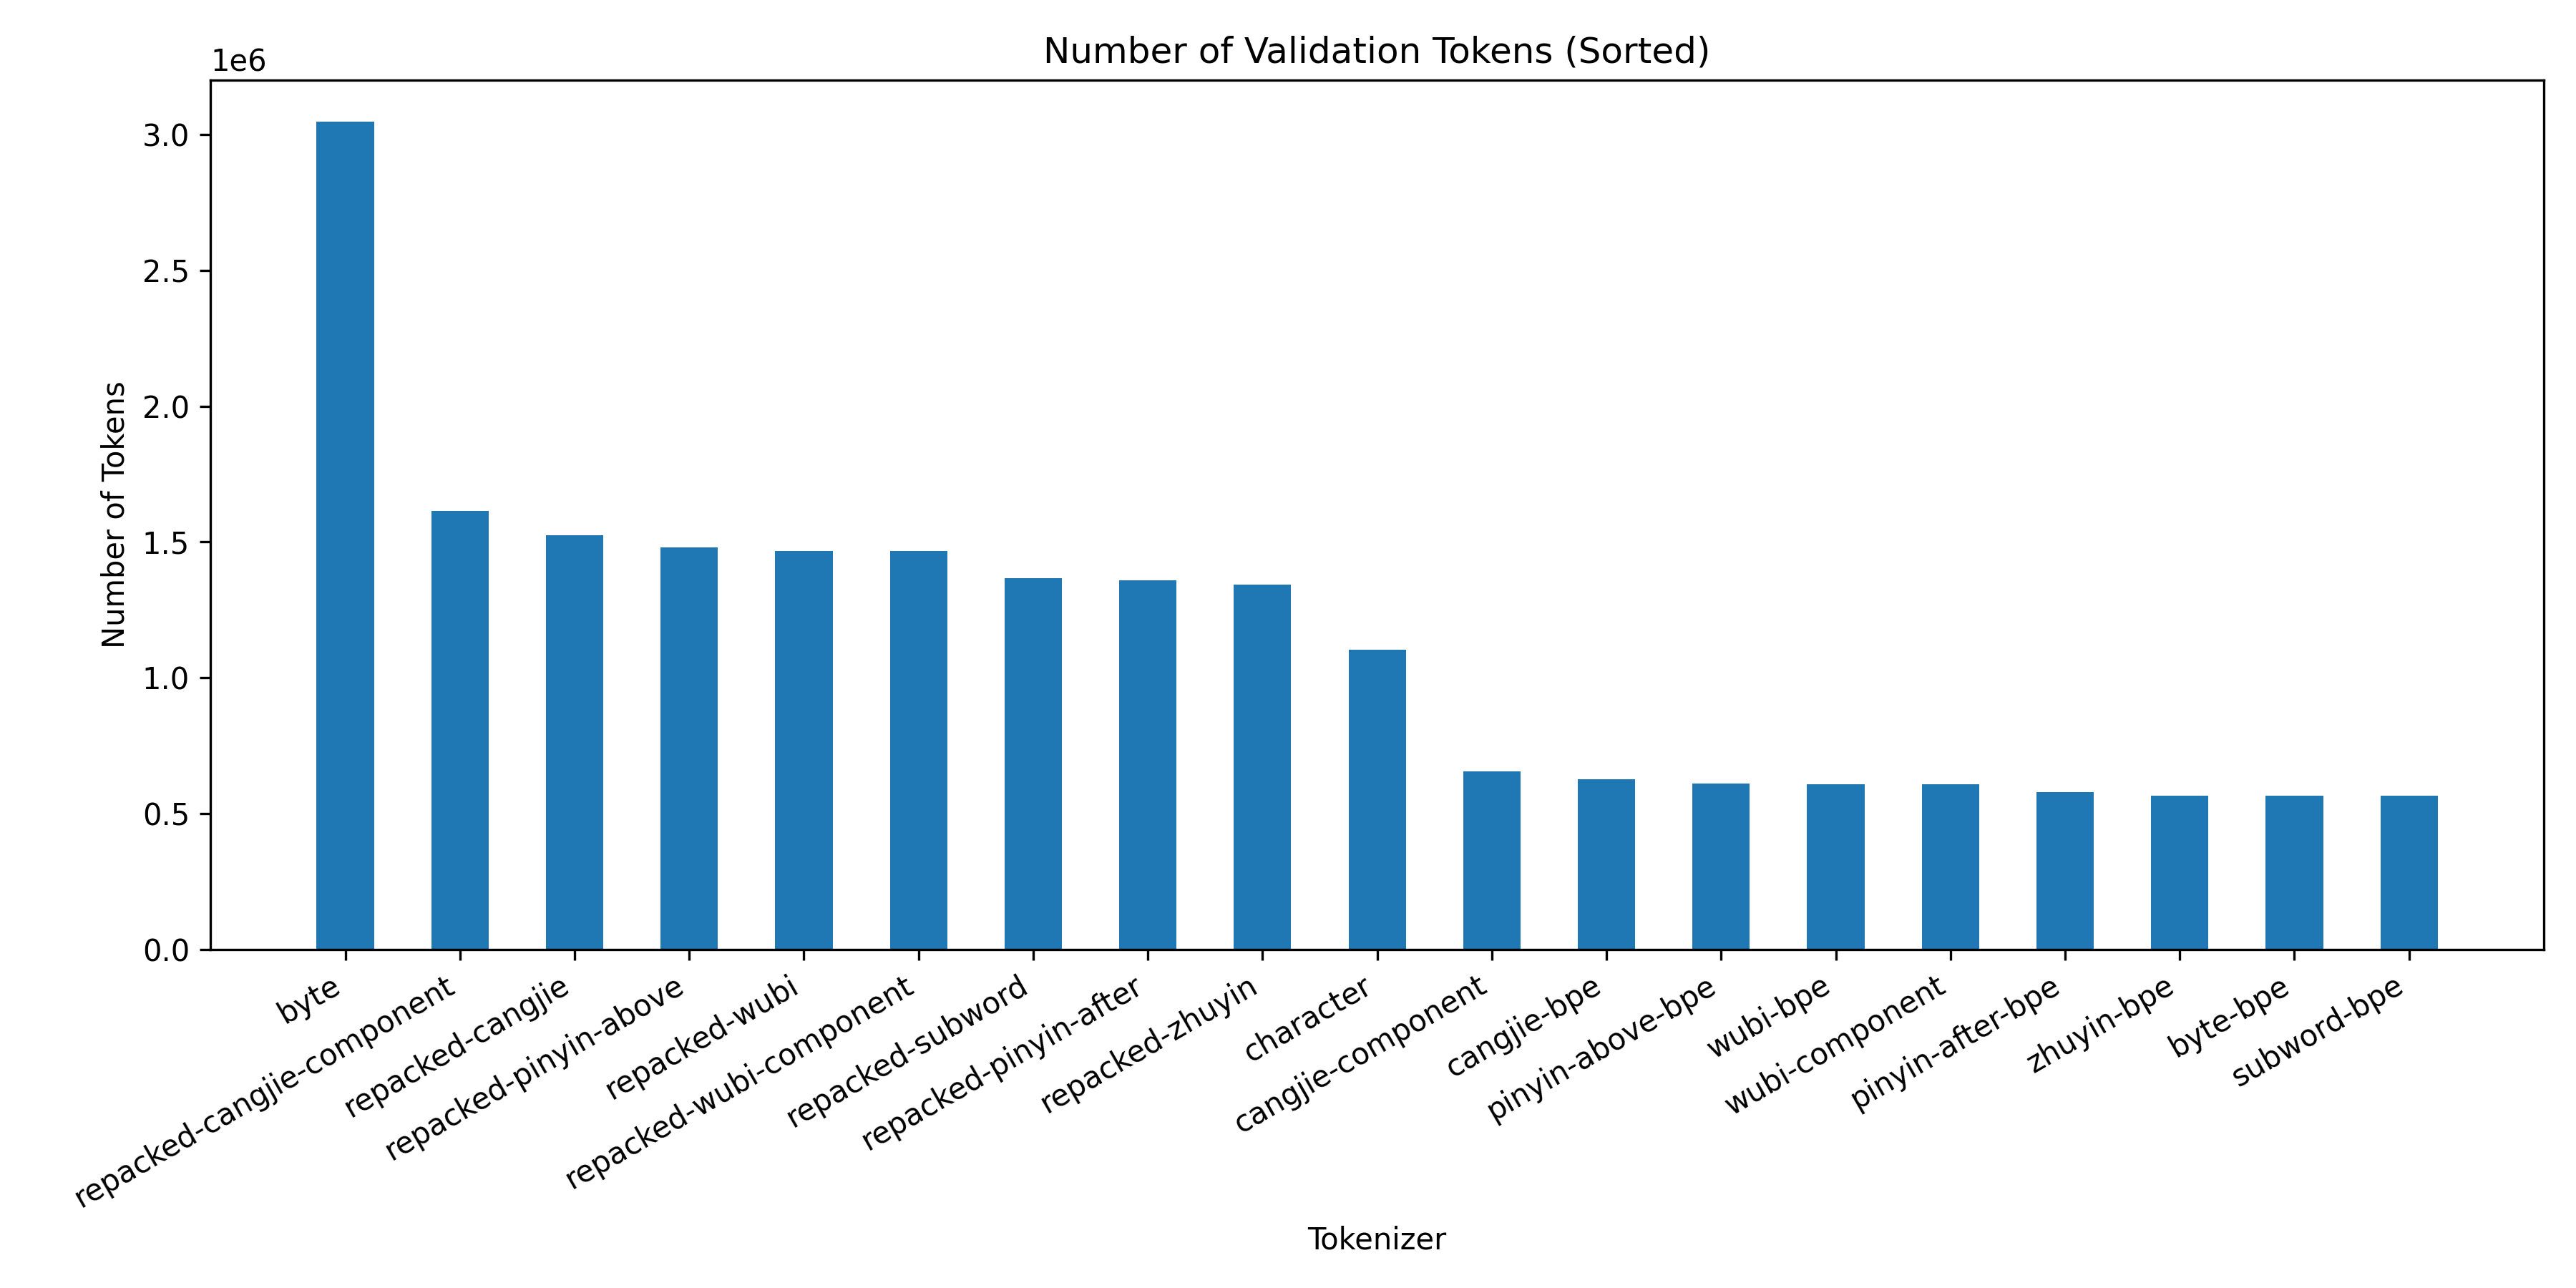 Number of Validation Tokens (Sorted)
1e6
3.0
2.5
2.0
1.5
1.0
0.5
0.0
Number of Tokens
byte
repacked-cangjie-component
repacked-cangjie
repacked-pinyin-above
repacked-wubi
repacked-wubi-component
repacked-subword
repacked-pinyin-after
repacked-zhuyin
character
cangjie-component
cangjie-bpe
pinyin-above-bpe
wubi-bpe
wubi-component
pinyin-after-bpe
zhuyin-bpe
byte-bpe
subword-bpe
Tokenizer